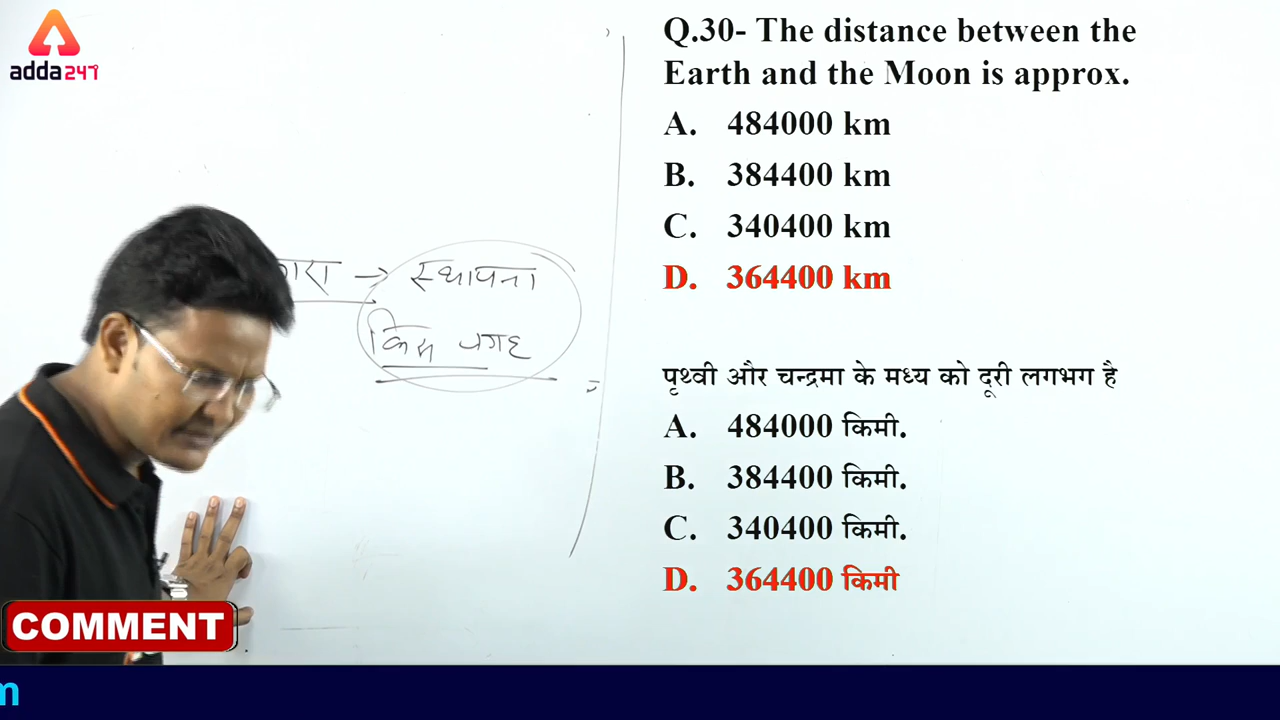 adda247
Q.30- The distance between the
Earth and the Moon is approx.
A. 484000 km
B. 384400 km
C. 340400 km
D. 364400 km
→ स्थापना
किस जगह
पृथ्वी और चन्द्रमा के मध्य को दूरी लगभग है
A. 484000 किमी.
B. 384400 किमी.
C. 340400 किमी.
D. 364400 किमी
COMMENT
m